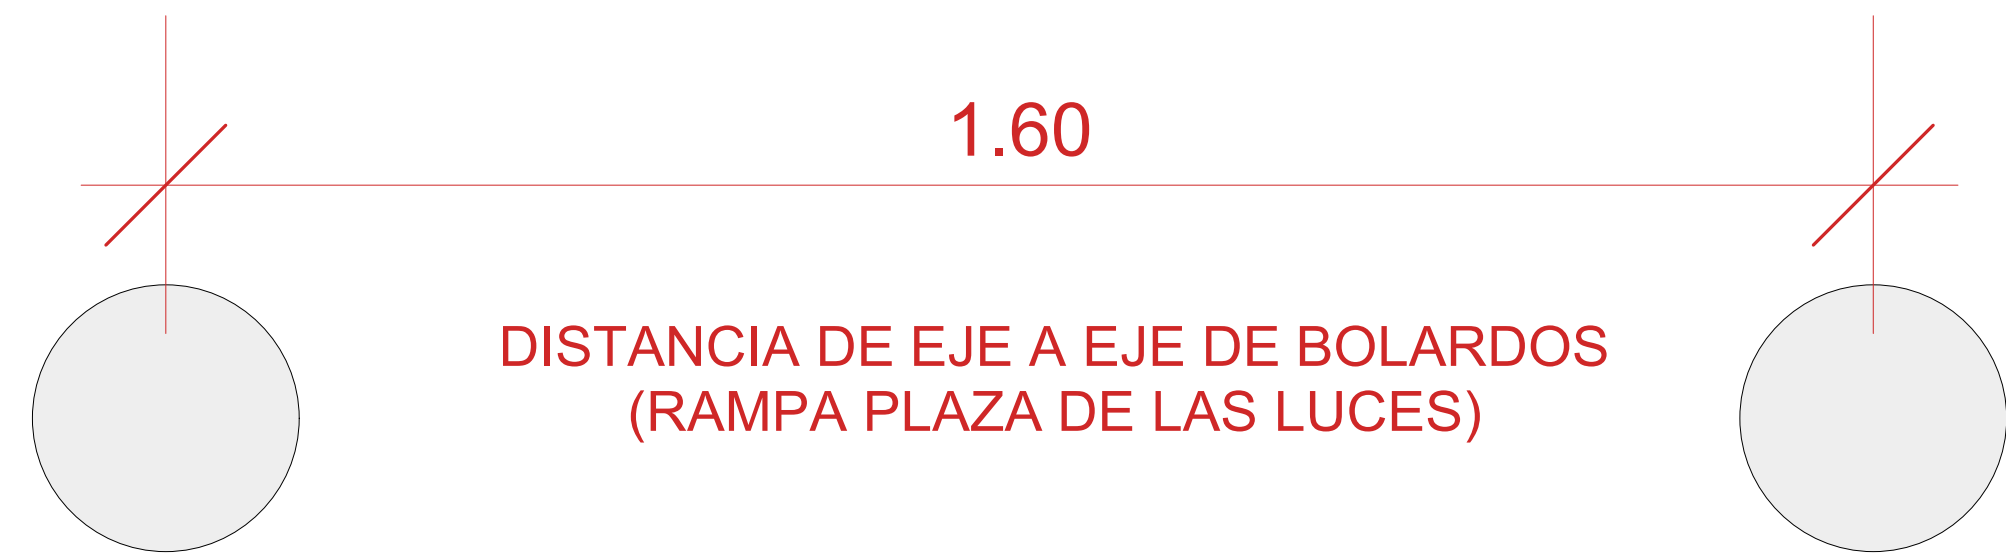 1.60
DISTANCIA DE EJE A EJE DE BOLARDOS
(RAMPA PLAZA DE LAS LUCES)